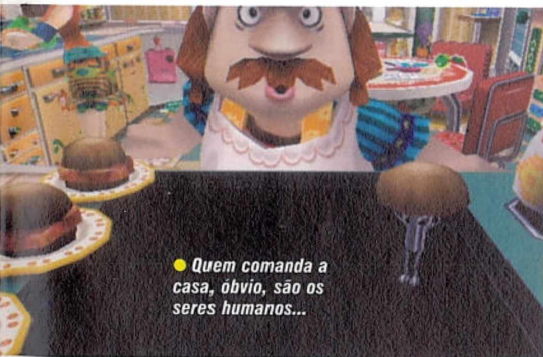 Quem comanda a
casa, óbvio, são os
seres humanos...